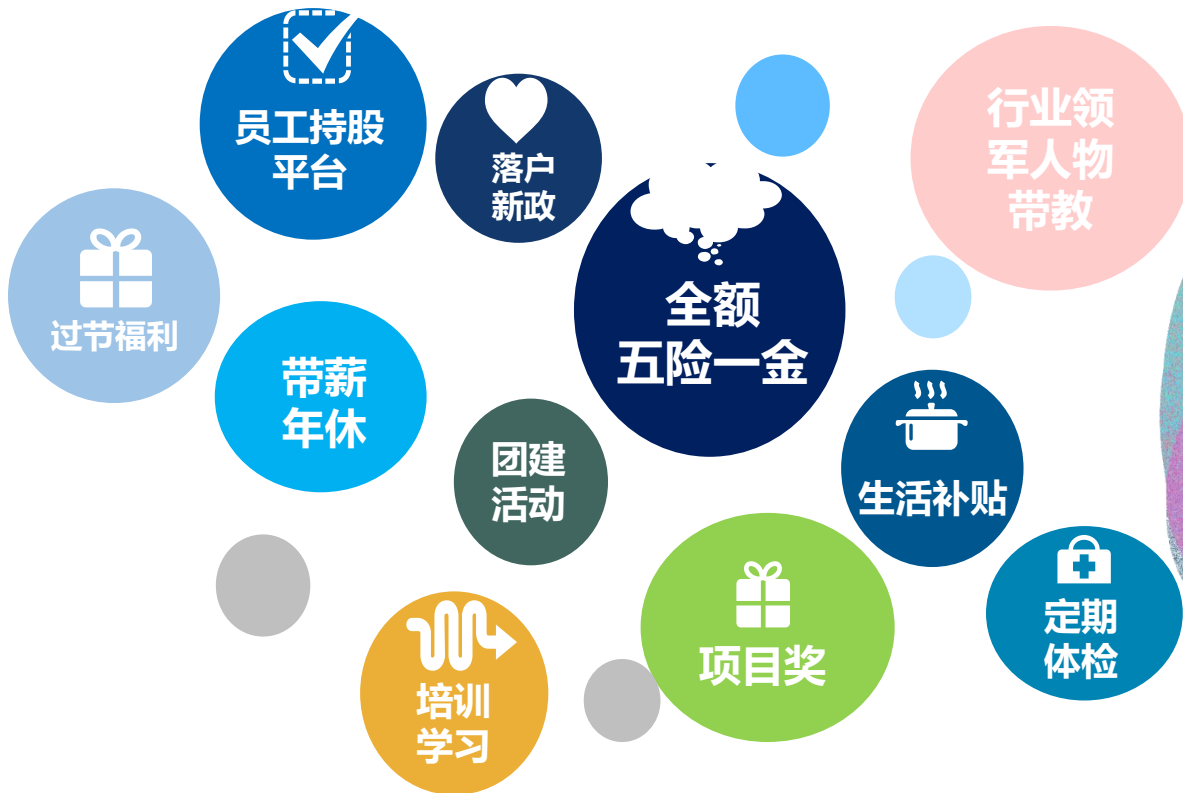 员工持股
平台
落户
新政
行业领
军人物
带教
过节福利
全额
五险一金
带薪
年休
团建
活动
生活补贴
项目奖
定期
体检
培训
学习